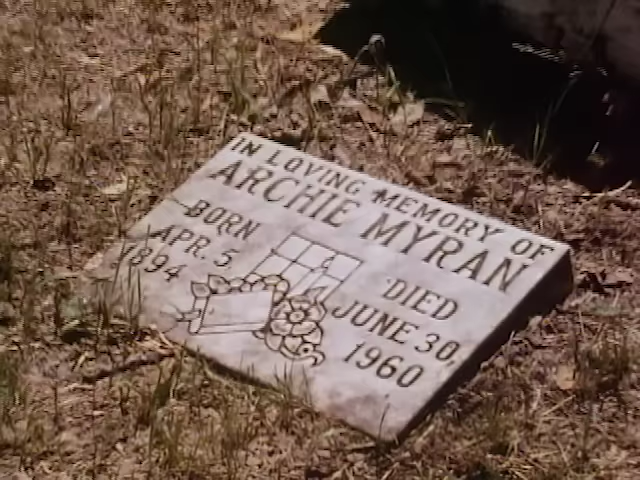 IN LOVING MEMORY OF
ARCHIE MYRAN
BORN
APR. 5
1894
DIED
JUNE 30,
1960